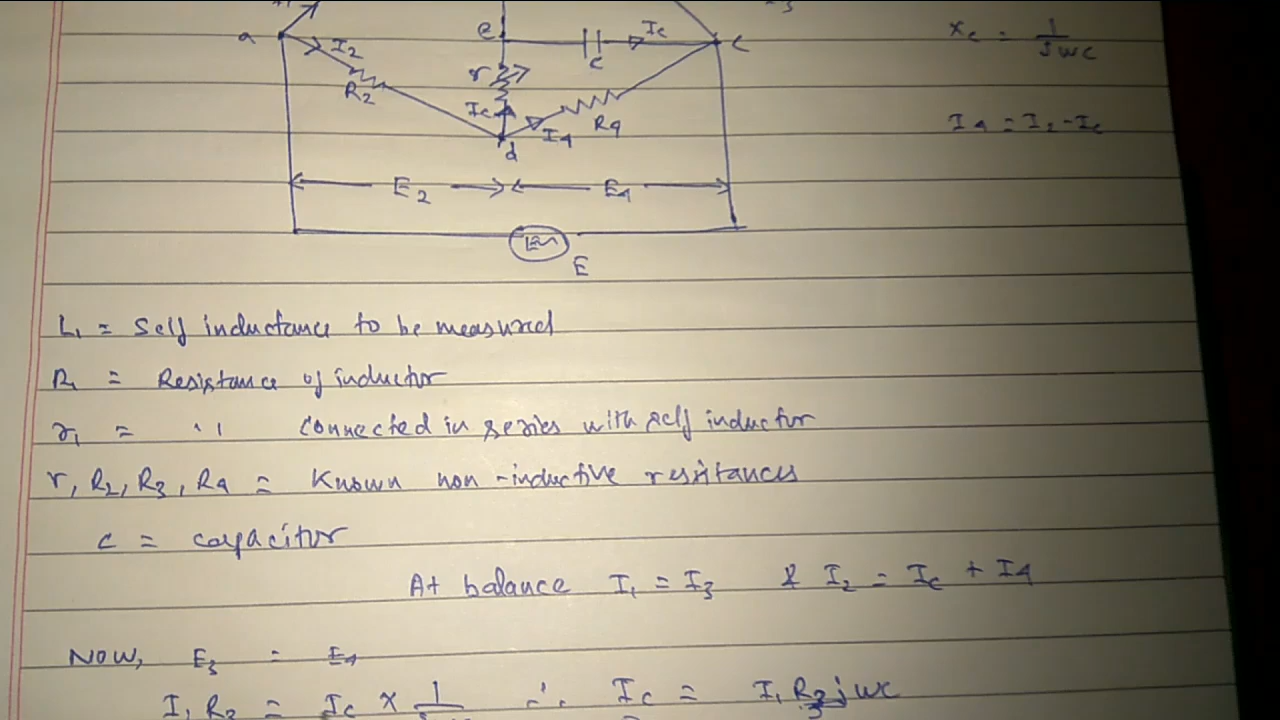 a I2 R2 e Ic c c
r Ic R4 I4 d
xc = 1/jωc
I4 = I2 - Ic
E2 E4
E
L1 = Self inductance to be measured
R1 = Resistance of inductor
r1 = '' connected in series with self inductor
r, R2, R3, R4 = Known non-inductive resistances
c = capacitor
At balance I1 = I3 & I2 = Ic + I4
Now, E3 = E4
I1 R3 = Ic x 1 ∴ Ic = I1 R3 jωc